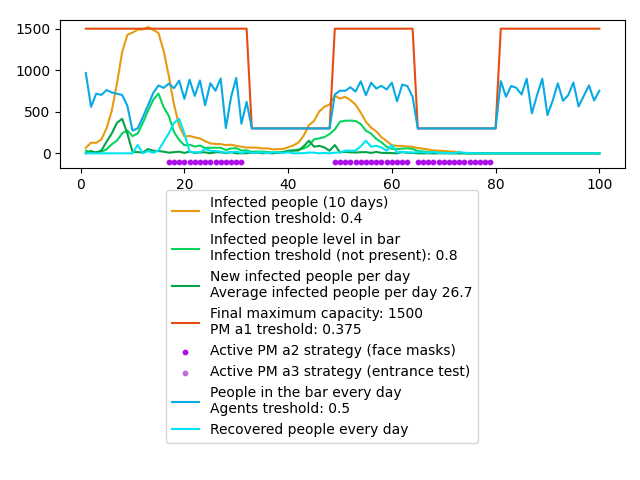 1500
1000
500
0
0 20 40 60 80 100
Infected people (10 days)
Infection treshold: 0.4
Infected people level in bar
Infection treshold (not present): 0.8
New infected people per day
Average infected people per day 26.7
Final maximum capacity: 1500
PM a1 treshold: 0.375
Active PM a2 strategy (face masks)
Active PM a3 strategy (entrance test)
People in the bar every day
Agents treshold: 0.5
Recovered people every day